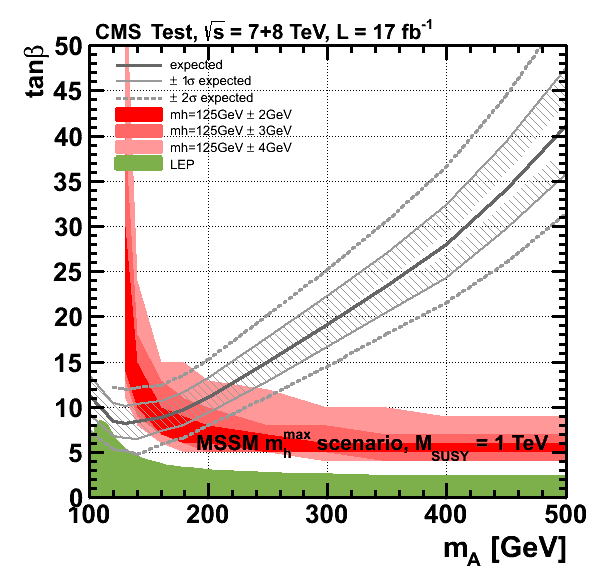 CMS Test, √s = 7+8 TeV, L = 17 fb⁻¹
tanβ
50
45
40
35
30
25
20
15
10
5
0
expected
± 1σ expected
± 2σ expected
mh=125GeV ± 2GeV
mh=125GeV ± 3GeV
mh=125GeV ± 4GeV
LEP
MSSM m_h^max scenario, M_SUSY = 1 TeV
100 200 300 400 500
m_A [GeV]